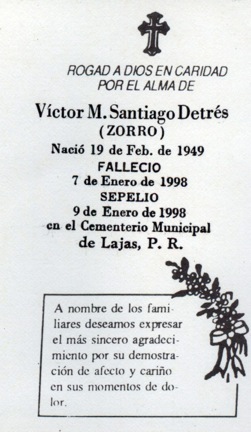 ROGAD A DIOS EN CARIDAD
POR EL ALMA DE
Víctor M. Santiago Detrés
(ZORRO)
Nació 19 de Feb. de 1949
FALLECIO
7 de Enero de 1998
SEPELIO
9 de Enero de 1998
en el Cementerio Municipal
de Lajas, P. R.
A nombre de los fami-
liares deseamos expresar
el más sincero agradeci-
miento por su demostra-
ción de afecto y cariño
en sus momentos de do-
lor.